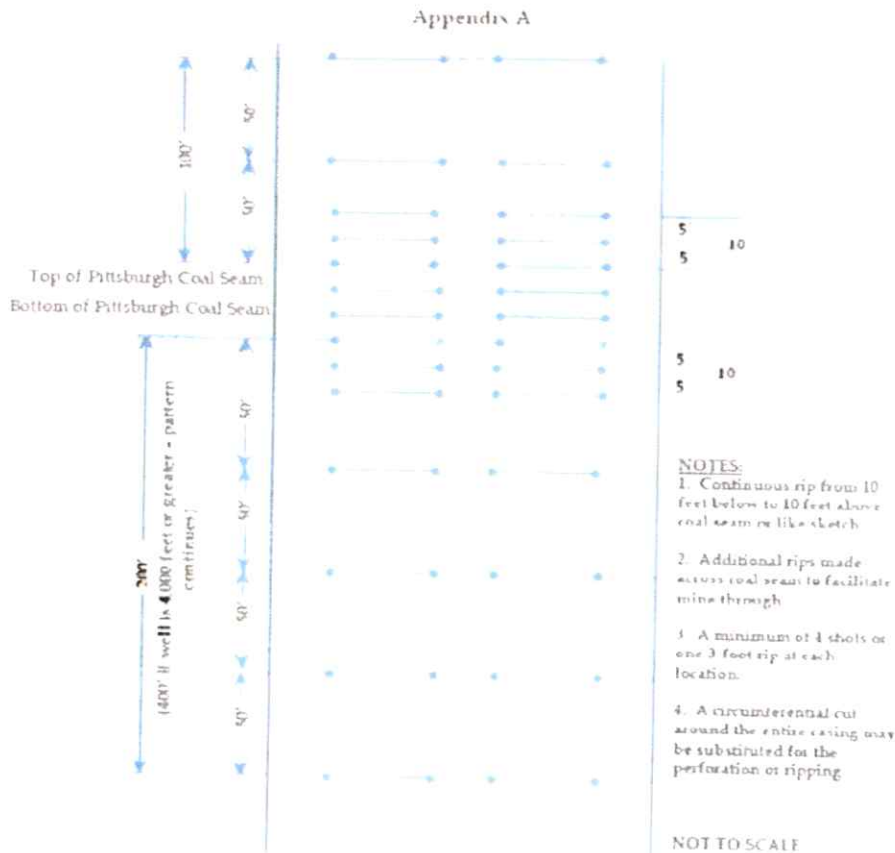 Appendix A
100'
50'
50'
Top of Pittsburgh Coal Seam
Bottom of Pittsburgh Coal Seam
5
10
5
5
10
5
200'
(400' if well is 4,000 feet or greater - pattern
continues)
50'
50'
50'
50'
NOTES:
1. Continuous rip from 10
feet below to 10 feet above
coal seam or like sketch
2. Additional rips made
across coal seam to facilitate
mine through
3. A minimum of 4 shots or
one 3 foot rip at each
location.
4. A circumferential cut
around the entire casing may
be substituted for the
perforation or ripping
NOT TO SCALE